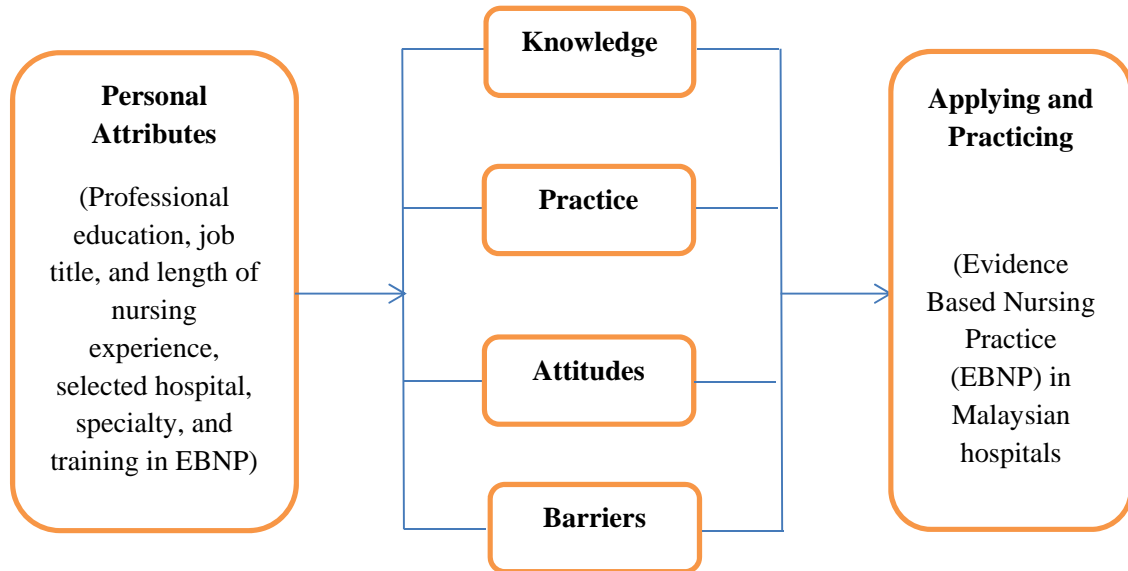 Personal
Attributes
(Professional
education, job
title, and length of
nursing
experience,
selected hospital,
specialty, and
training in EBNP)
Knowledge
Practice
Attitudes
Barriers
Applying and
Practicing
(Evidence
Based Nursing
Practice
(EBNP) in
Malaysian
hospitals